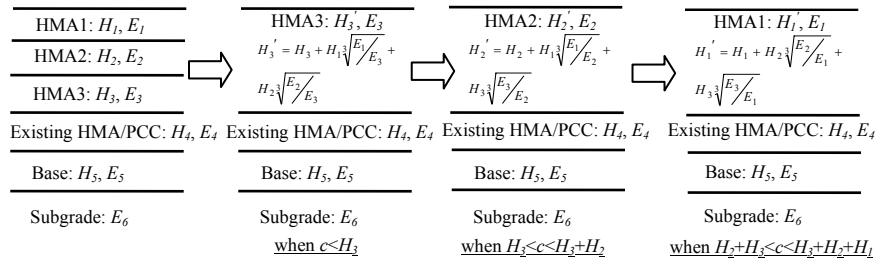 HMA1: H1, E1
HMA2: H2, E2
HMA3: H3, E3
Existing HMA/PCC: H4, E4
Base: H5, E5
Subgrade: E6
HMA3: H3', E3
H3' = H3 + H1 ∛(E1/E3) +
H2 ∛(E2/E3)
Existing HMA/PCC: H4, E4
Base: H5, E5
Subgrade: E6
when c<H3
HMA2: H2', E2
H2' = H2 + H1 ∛(E1/E2) +
H3 ∛(E3/E2)
Existing HMA/PCC: H4, E4
Base: H5, E5
Subgrade: E6
when H3<c<H3+H2
HMA1: H1', E1
H1' = H1 + H2 ∛(E2/E1) +
H3 ∛(E3/E1)
Existing HMA/PCC: H4, E4
Base: H5, E5
Subgrade: E6
when H2+H3<c<H3+H2+H1